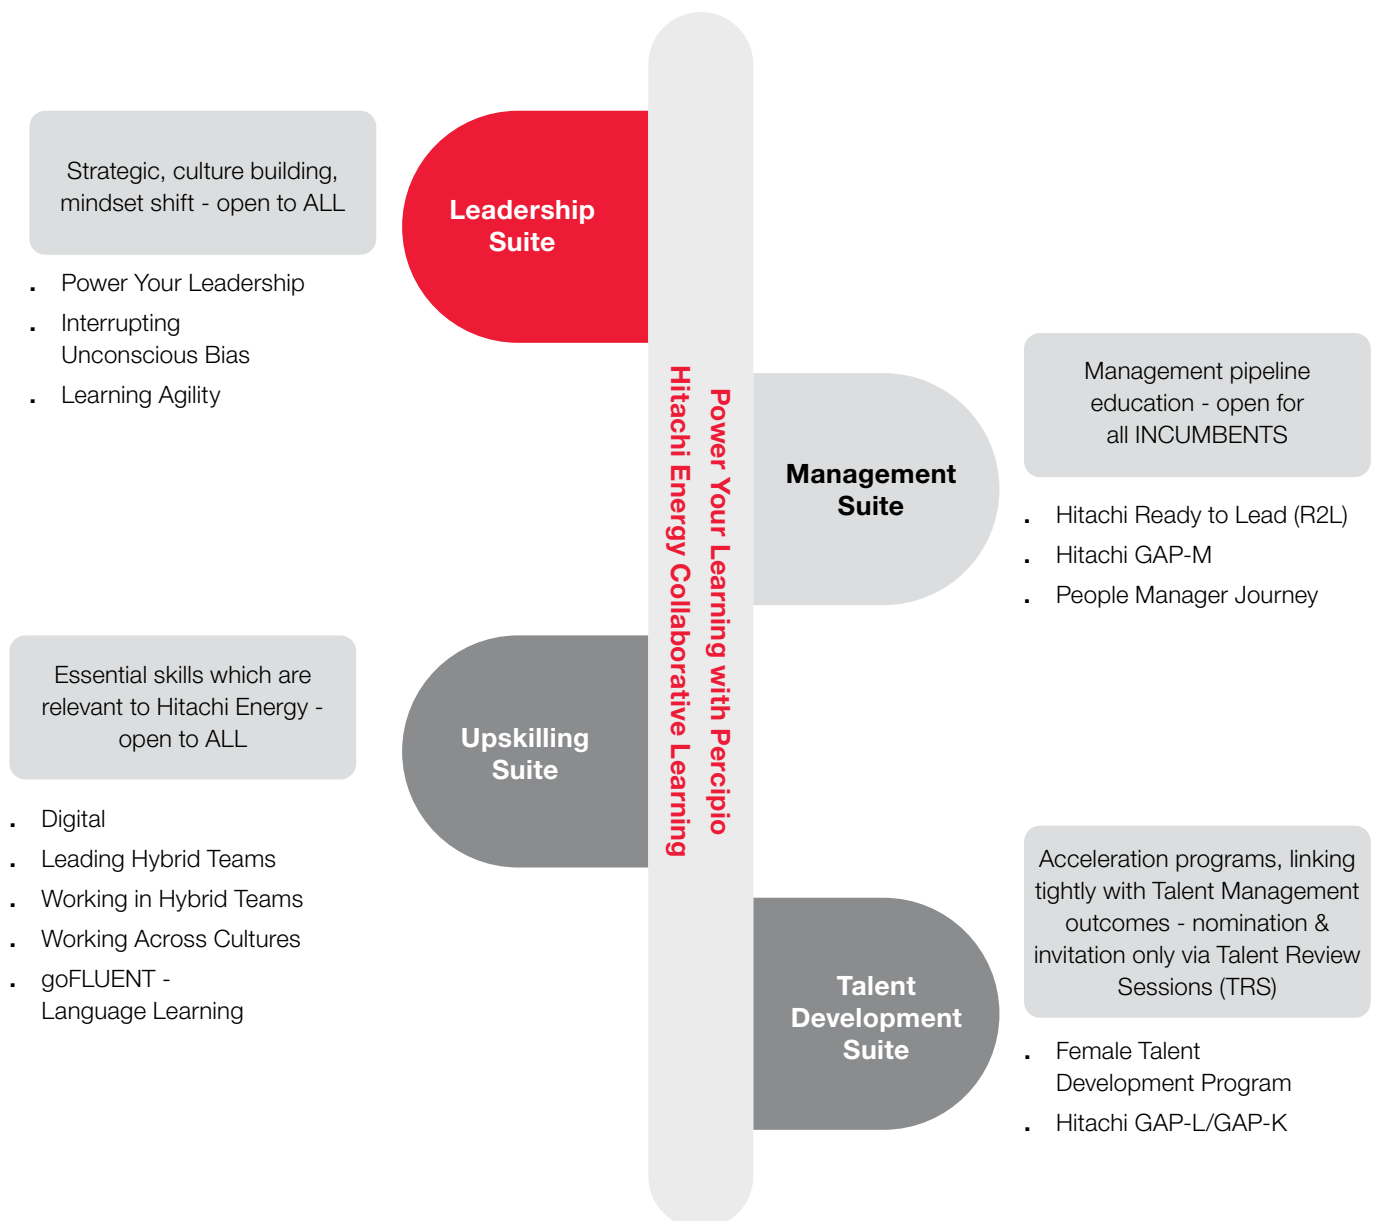 Strategic, culture building,
mindset shift - open to ALL
Leadership
Suite
. Power Your Leadership
. Interrupting
Unconscious Bias
. Learning Agility
Power Your Learning with Percipio
Hitachi Energy Collaborative Learning
Management
Suite
Management pipeline
education - open for
all INCUMBENTS
. Hitachi Ready to Lead (R2L)
. Hitachi GAP-M
. People Manager Journey
Essential skills which are
relevant to Hitachi Energy -
open to ALL
Upskilling
Suite
. Digital
. Leading Hybrid Teams
. Working in Hybrid Teams
. Working Across Cultures
. goFLUENT -
Language Learning
Talent
Development
Suite
Acceleration programs, linking
tightly with Talent Management
outcomes - nomination &
invitation only via Talent Review
Sessions (TRS)
. Female Talent
Development Program
. Hitachi GAP-L/GAP-K